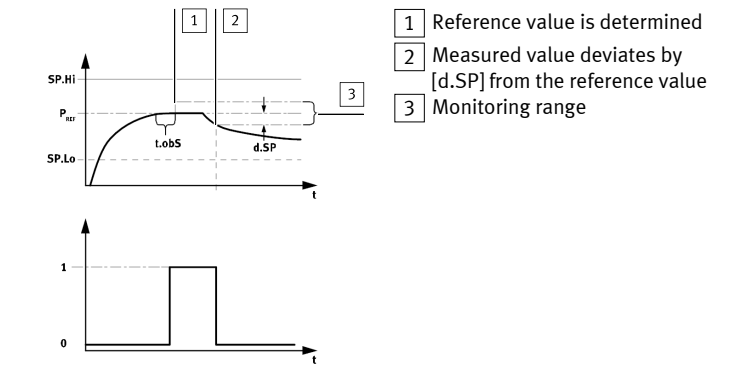 1 2
SP.Hi
3
P REF
t.obS
d.SP
SP.Lo
t
1
0
t
1 Reference value is determined
2 Measured value deviates by
[d.SP] from the reference value
3 Monitoring range